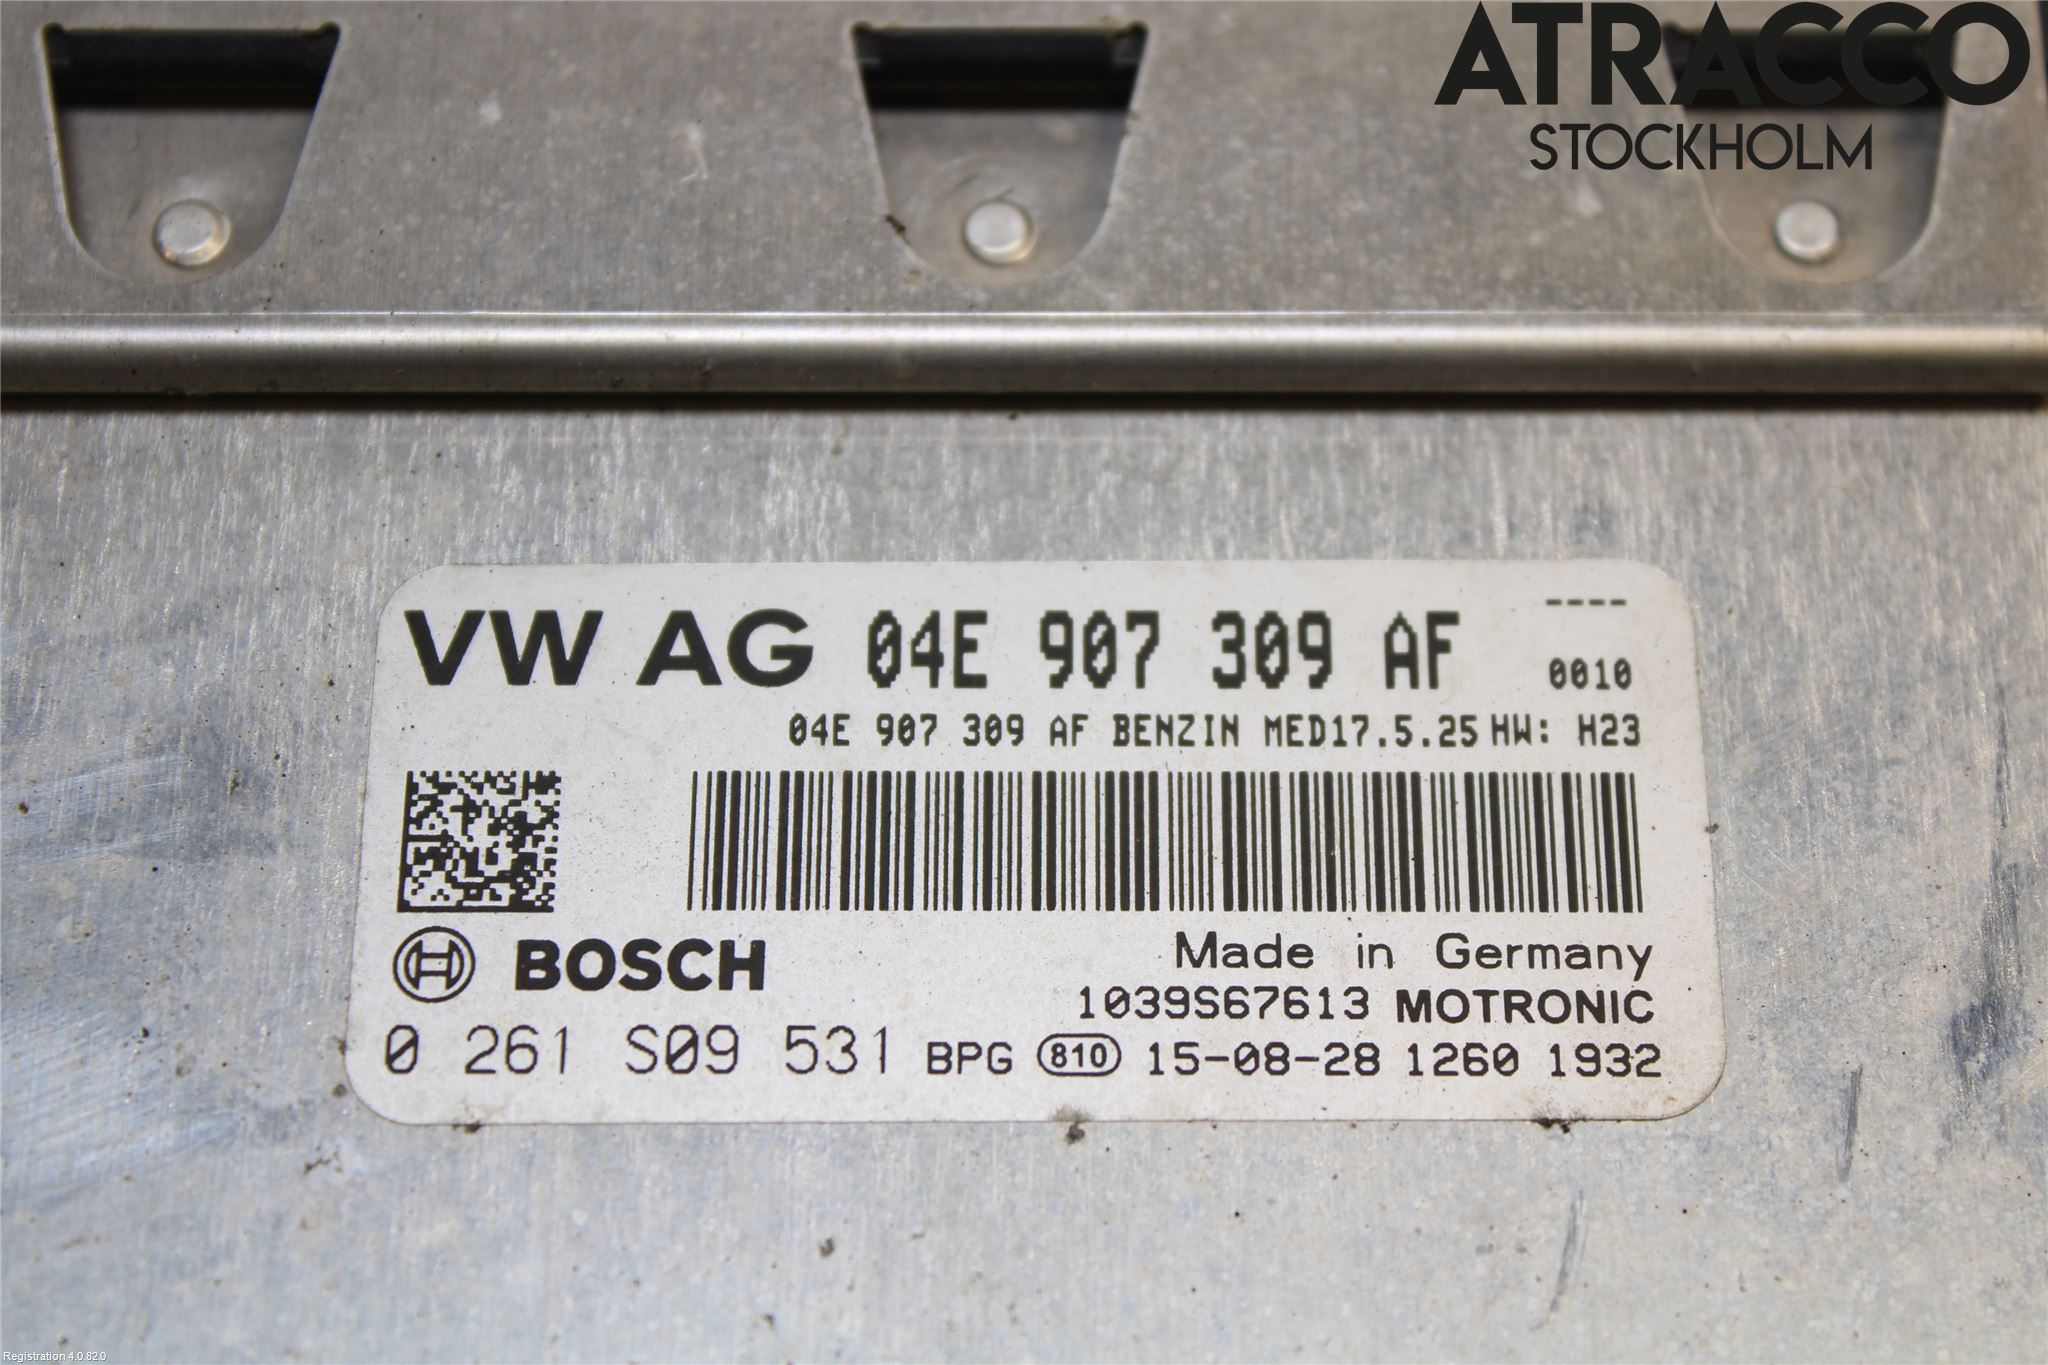 ATRACCO
STOCKHOLM
VW AG 04E 907 309 AF ----
0010
04E 907 309 AF BENZIN MED17.5.25 HW: H23
BOSCH
Made in Germany
1039S67613 MOTRONIC
0 261 S09 531 BPG 810 15-08-28 1260 1932
Registration 4.0.82.0